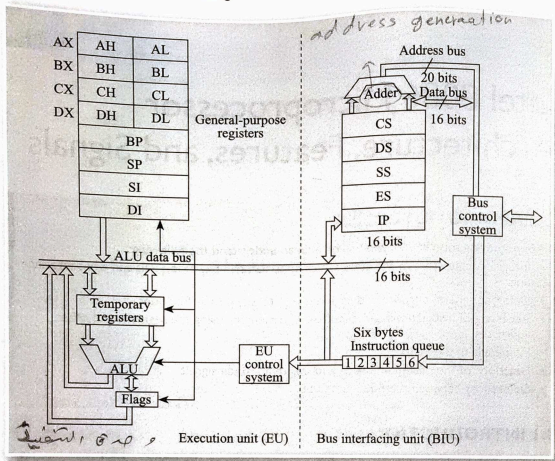 address generaation
Address bus
20 bits
Adder
Data bus
16 bits
AX AH AL
BX BH BL
CX CH CL
DX DH DL
BP
SP
SI
DI
General-purpose
registers
CS
DS
SS
ES
IP
16 bits
Bus
control
system
ALU data bus
16 bits
Temporary
registers
ALU
Flags
EU
control
system
Six bytes
Instruction queue
1 2 3 4 5 6
وحدة التنفيذ
Execution unit (EU)
Bus interfacing unit (BIU)